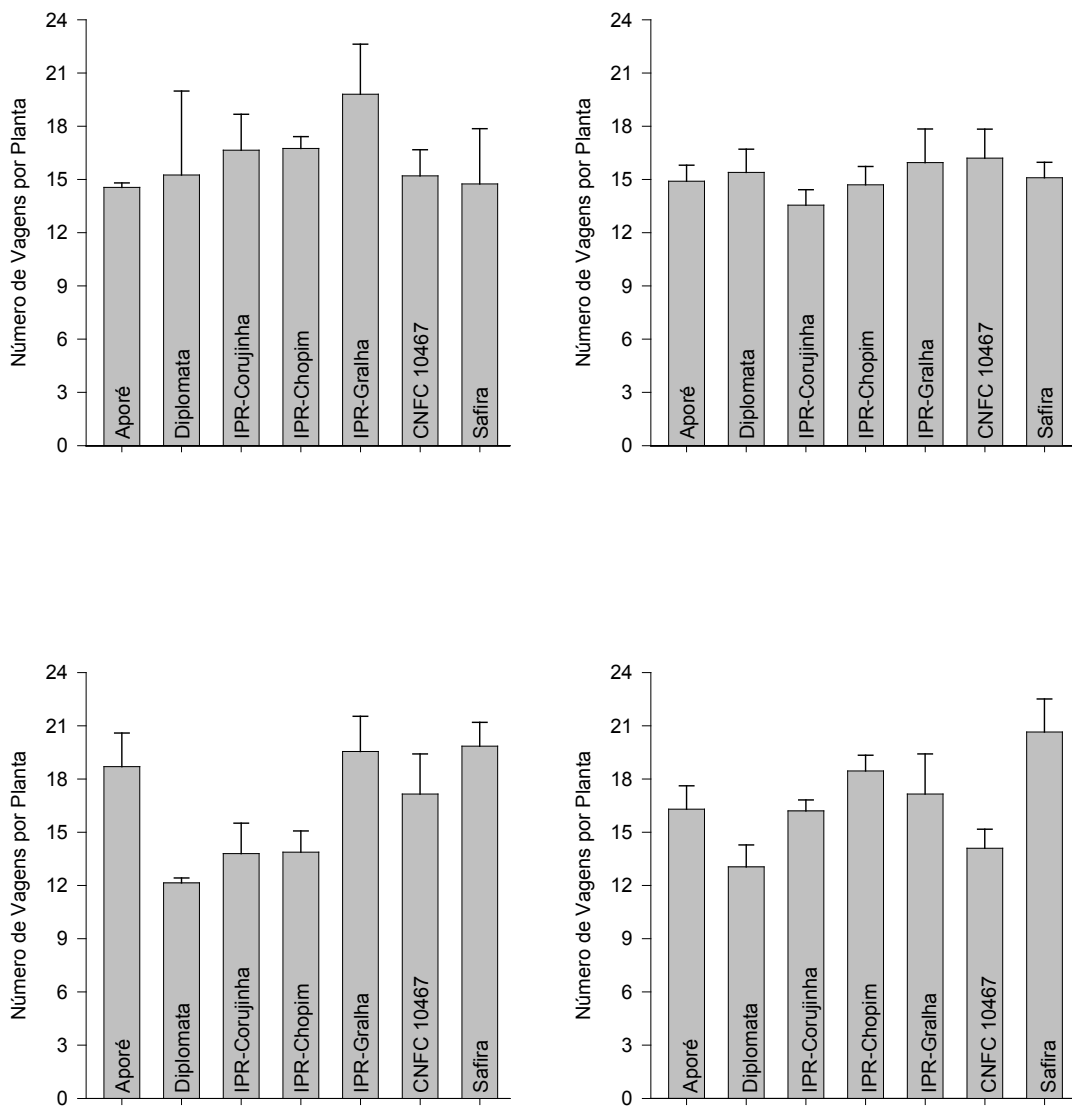 24
21
18
15
12
9
6
3
0
Número de Vagens por Planta
Aporé
Diplomata
IPR-Corujinha
IPR-Chopim
IPR-Gralha
CNFC 10467
Safira
24
21
18
15
12
9
6
3
0
Número de Vagens por Planta
Aporé
Diplomata
IPR-Corujinha
IPR-Chopim
IPR-Gralha
CNFC 10467
Safira
24
21
18
15
12
9
6
3
0
Número de Vagens por Planta
Aporé
Diplomata
IPR-Corujinha
IPR-Chopim
IPR-Gralha
CNFC 10467
Safira
24
21
18
15
12
9
6
3
0
Número de Vagens por Planta
Aporé
Diplomata
IPR-Corujinha
IPR-Chopim
IPR-Gralha
CNFC 10467
Safira